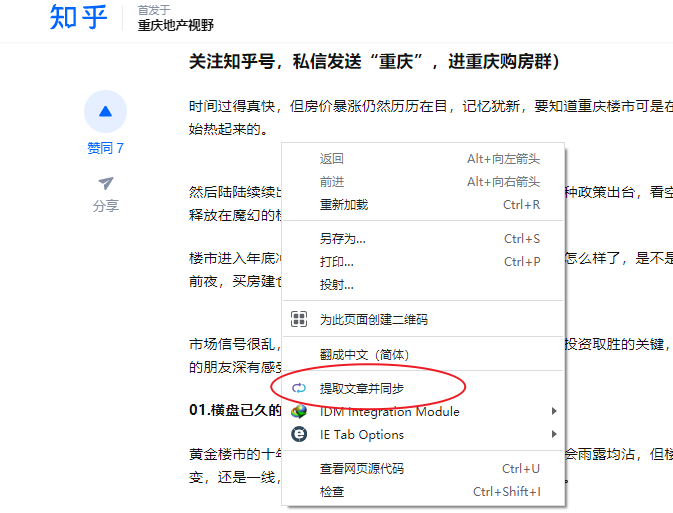 知乎
首发于
重庆地产视野
关注知乎号，私信发送“重庆”，进重庆购房群）
时间过得真快，但房价暴涨仍然历历在目，记忆犹新，要知道重庆楼市可是在
始热起来的。
赞同 7
分享
然后陆陆续续
种政策出台，看空
释放在魔幻的
楼市进入年底
怎么样了，是不是
前夜，买房建
市场信号很乱，
投资取胜的关键，
的朋友深有感
01.横盘已久的
黄金楼市的十年
会雨露均沾，但楼
变，还是一线，
返回 Alt+向左箭头
前进 Alt+向右箭头
重新加载 Ctrl+R
另存为... Ctrl+S
打印... Ctrl+P
投射...
为此页面创建二维码
翻成中文（简体）
提取文章并同步
IDM Integration Module
IE Tab Options
查看网页源代码 Ctrl+U
检查 Ctrl+Shift+I